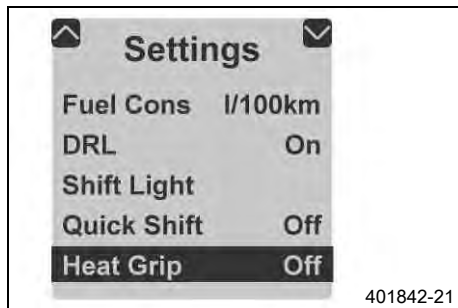 Settings
Fuel Cons l/100km
DRL On
Shift Light
Quick Shift Off
Heat Grip Off
401842-21